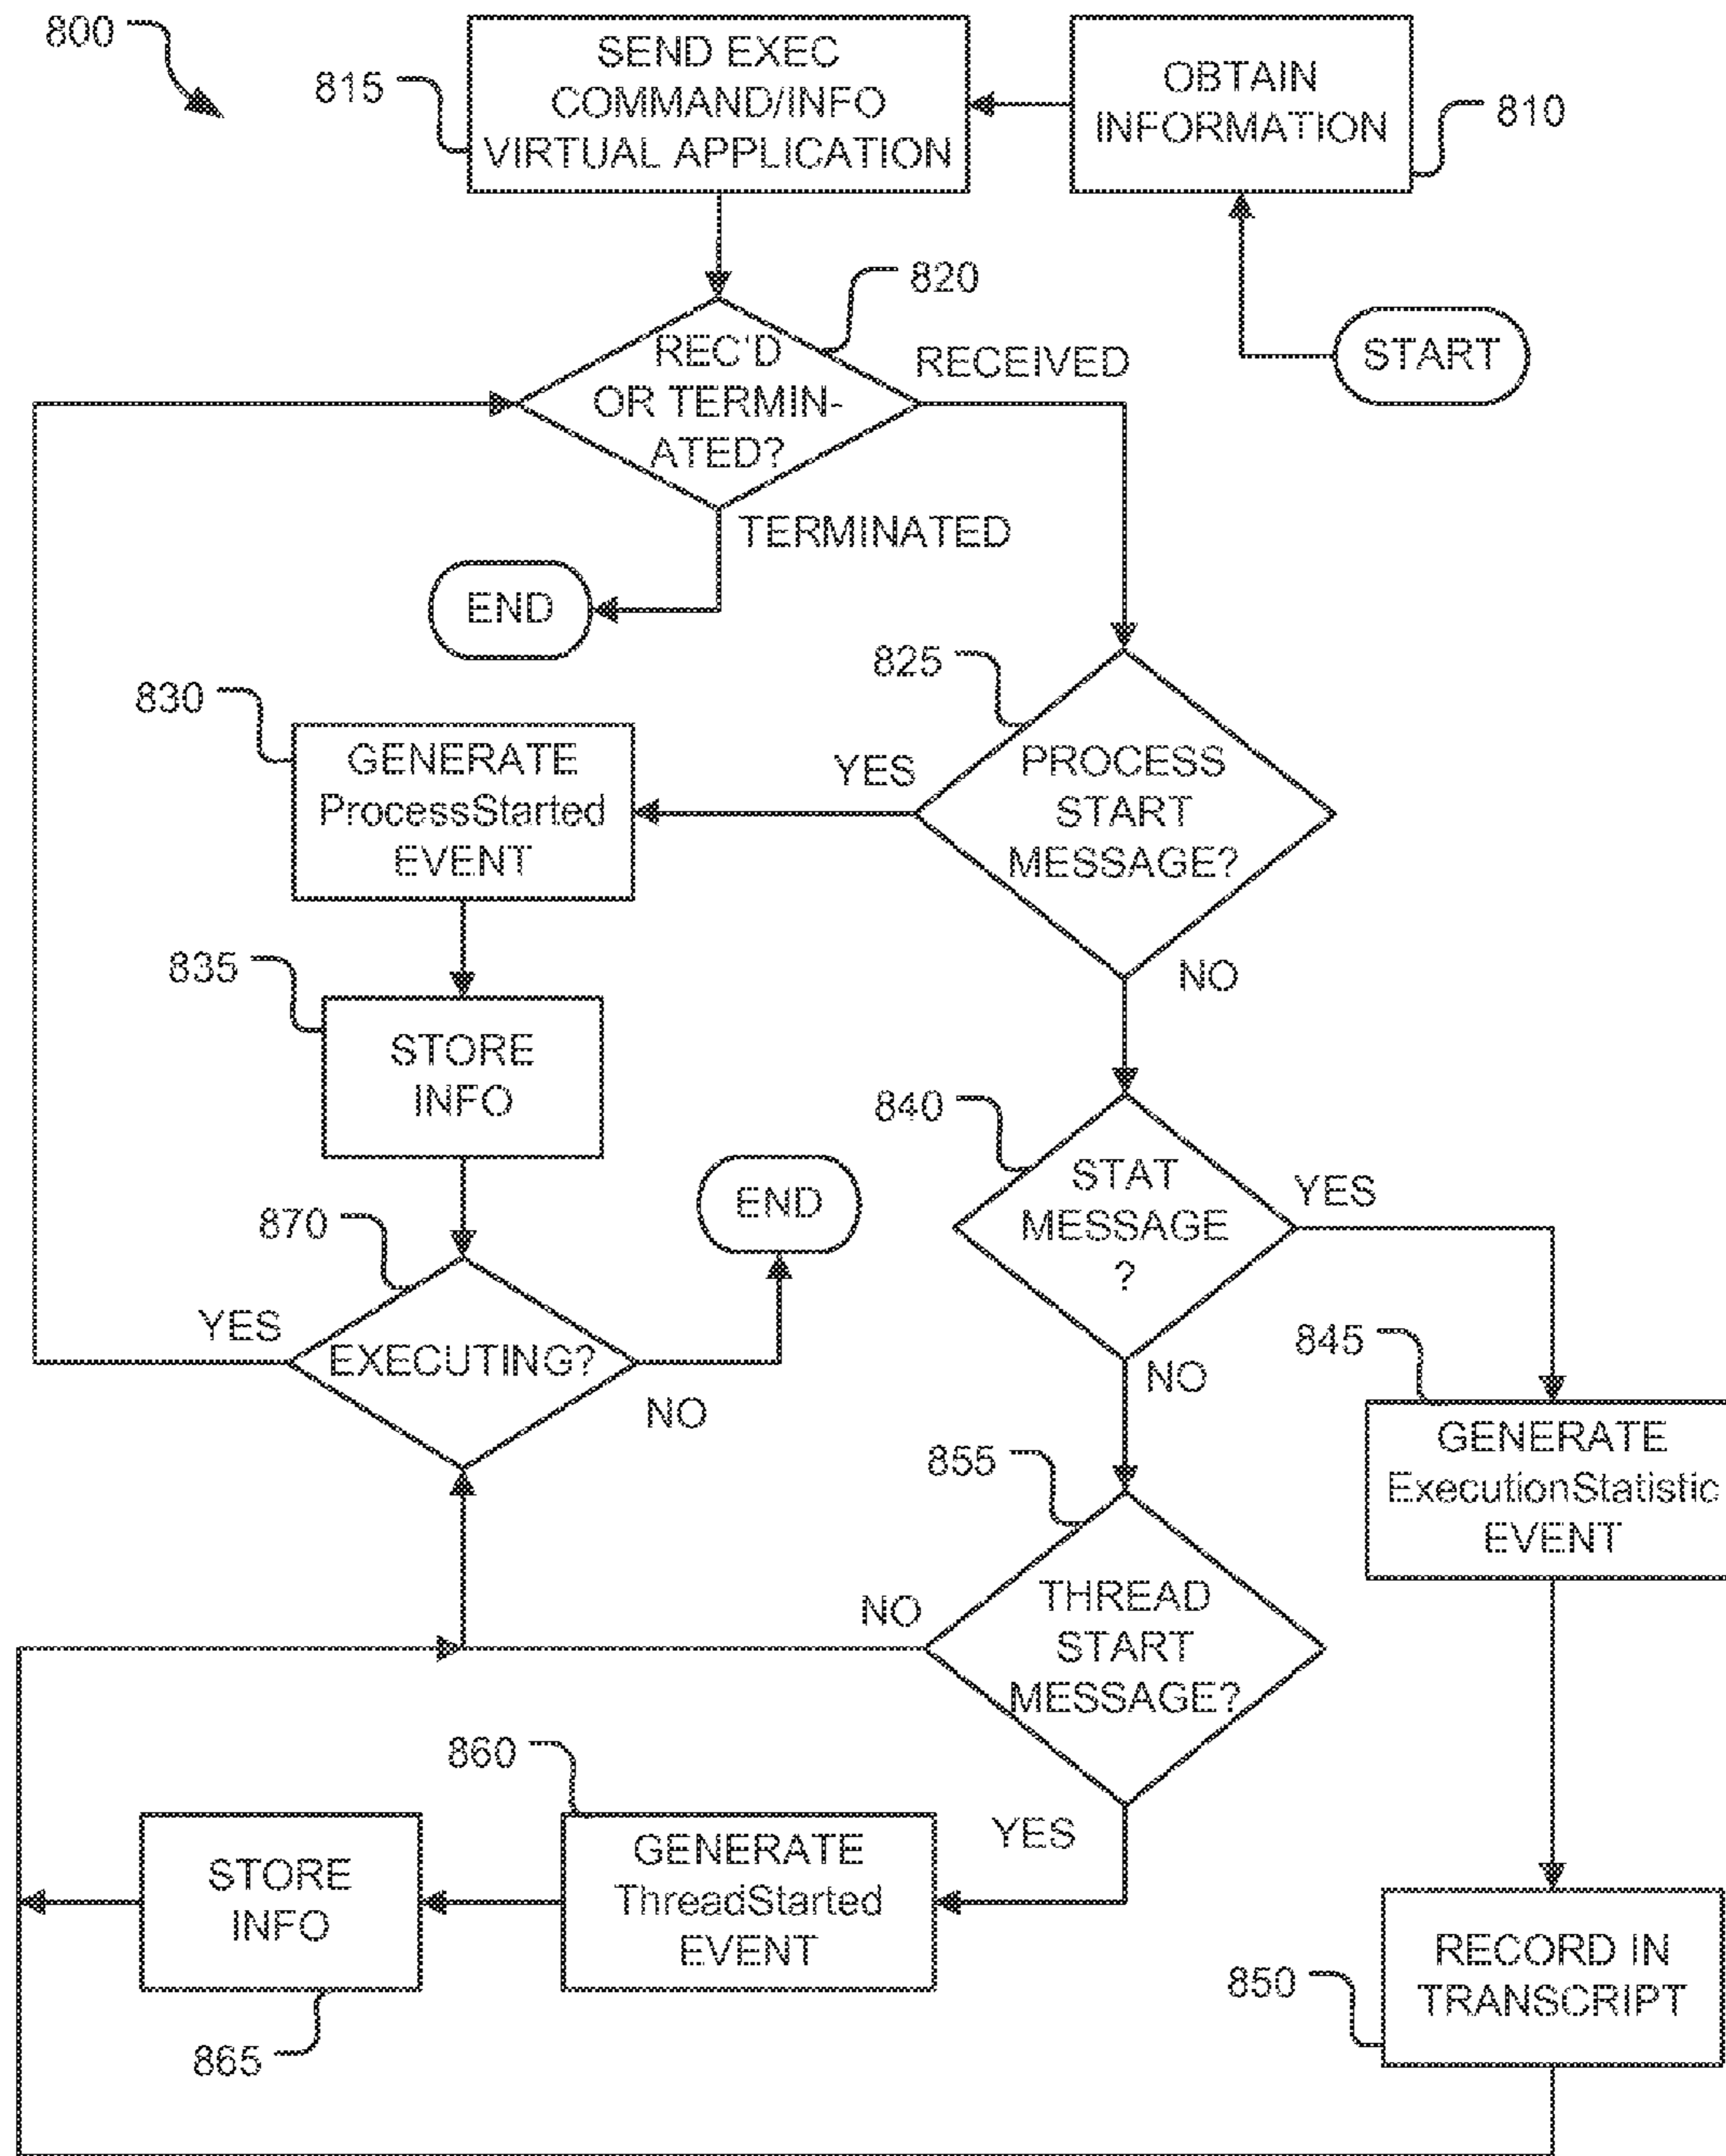 800
815
SEND EXEC
COMMAND/INFO
VIRTUAL APPLICATION
OBTAIN
INFORMATION
810
START
820
REC'D
OR TERMIN-
ATED?
RECEIVED
TERMINATED
END
825
PROCESS
START
MESSAGE?
YES
NO
830
GENERATE
ProcessStarted
EVENT
835
STORE
INFO
840
STAT
MESSAGE
?
YES
NO
870
EXECUTING?
YES
NO
END
845
GENERATE
ExecutionStatistic
EVENT
855
THREAD
START
MESSAGE?
NO
YES
860
GENERATE
ThreadStarted
EVENT
STORE
INFO
865
850
RECORD IN
TRANSCRIPT